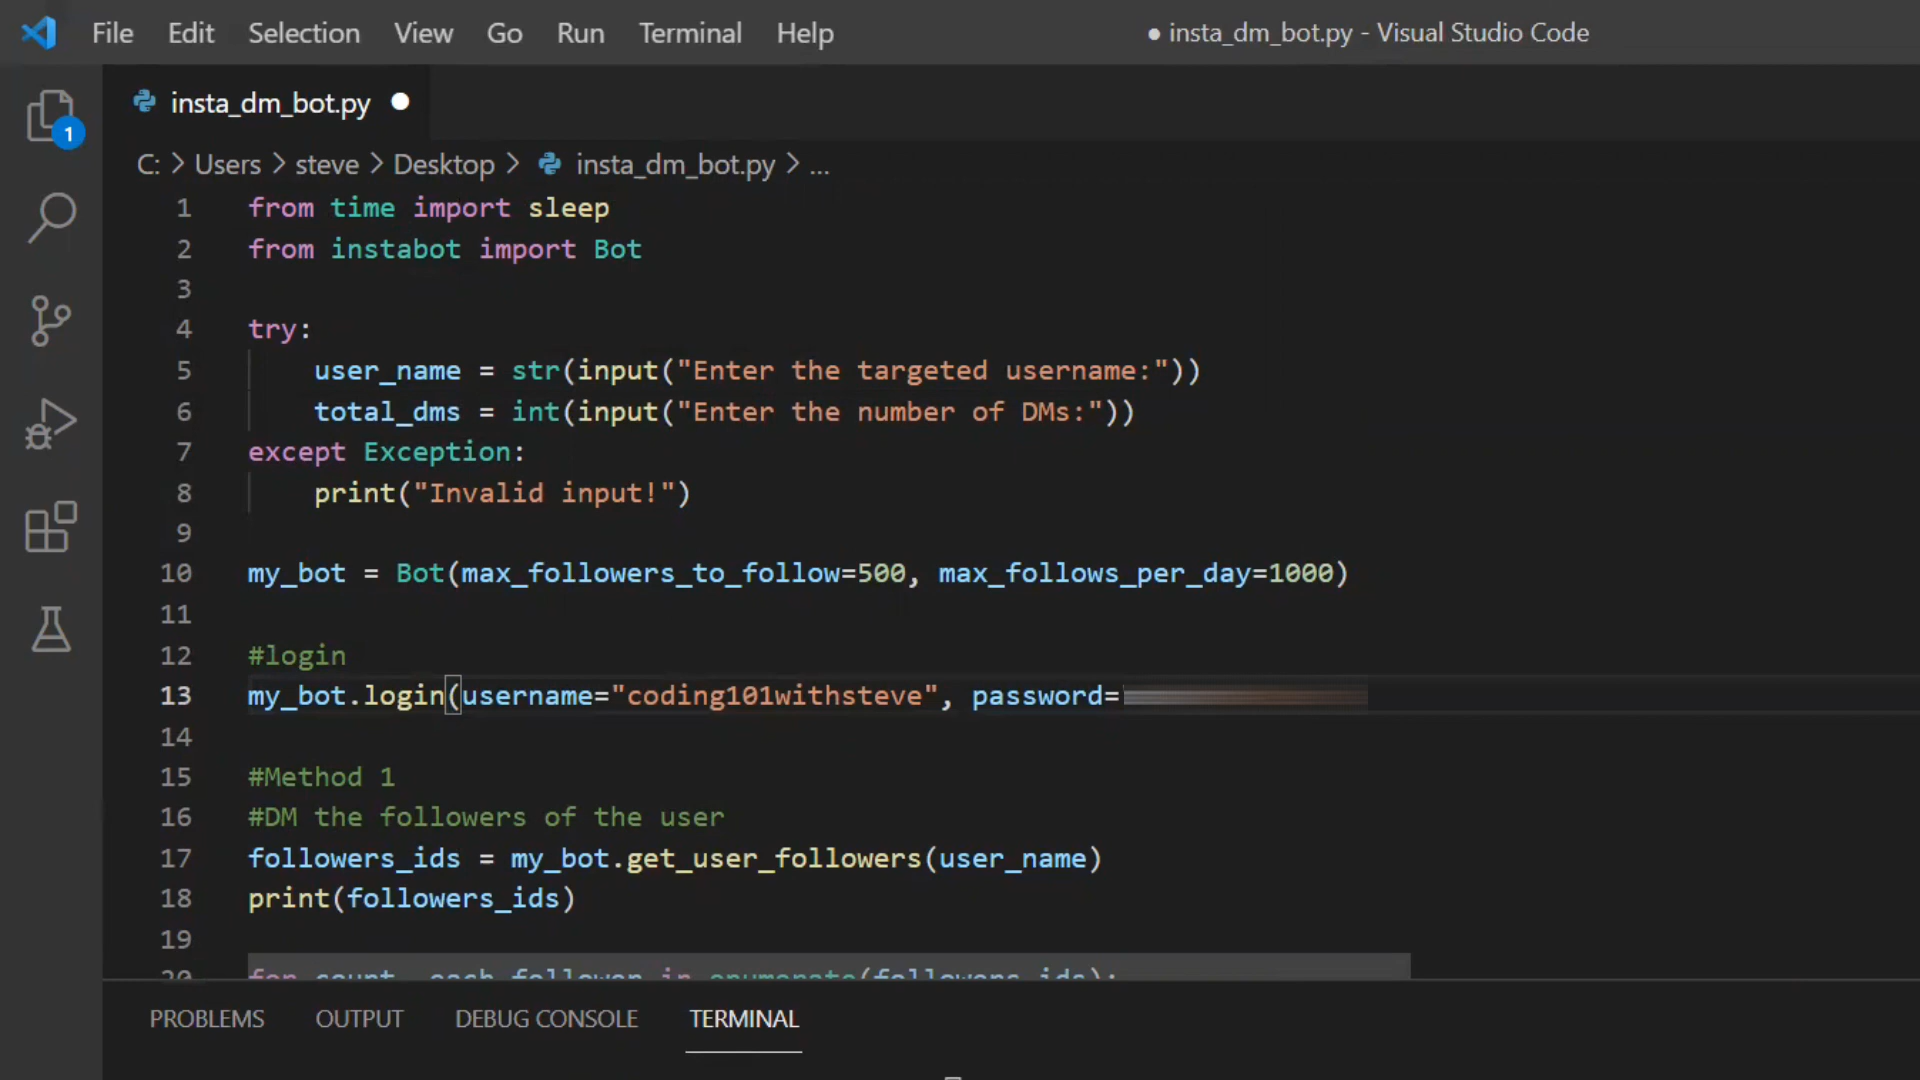 File Edit Selection View Go Run Terminal Help ● insta_dm_bot.py - Visual Studio Code
insta_dm_bot.py ●
1
C: > Users > steve > Desktop > insta_dm_bot.py > ...
1 from time import sleep
2 from instabot import Bot
3
4 try:
5 user_name = str(input("Enter the targeted username:"))
6 total_dms = int(input("Enter the number of DMs:"))
7 except Exception:
8 print("Invalid input!")
9
10 my_bot = Bot(max_followers_to_follow=500, max_follows_per_day=1000)
11
12 #login
13 my_bot.login(username="coding101withsteve", password=
14
15 #Method 1
16 #DM the followers of the user
17 followers_ids = my_bot.get_user_followers(user_name)
18 print(followers_ids)
19
20 for count, each_follower in enumerate(followers_ids):
PROBLEMS OUTPUT DEBUG CONSOLE TERMINAL